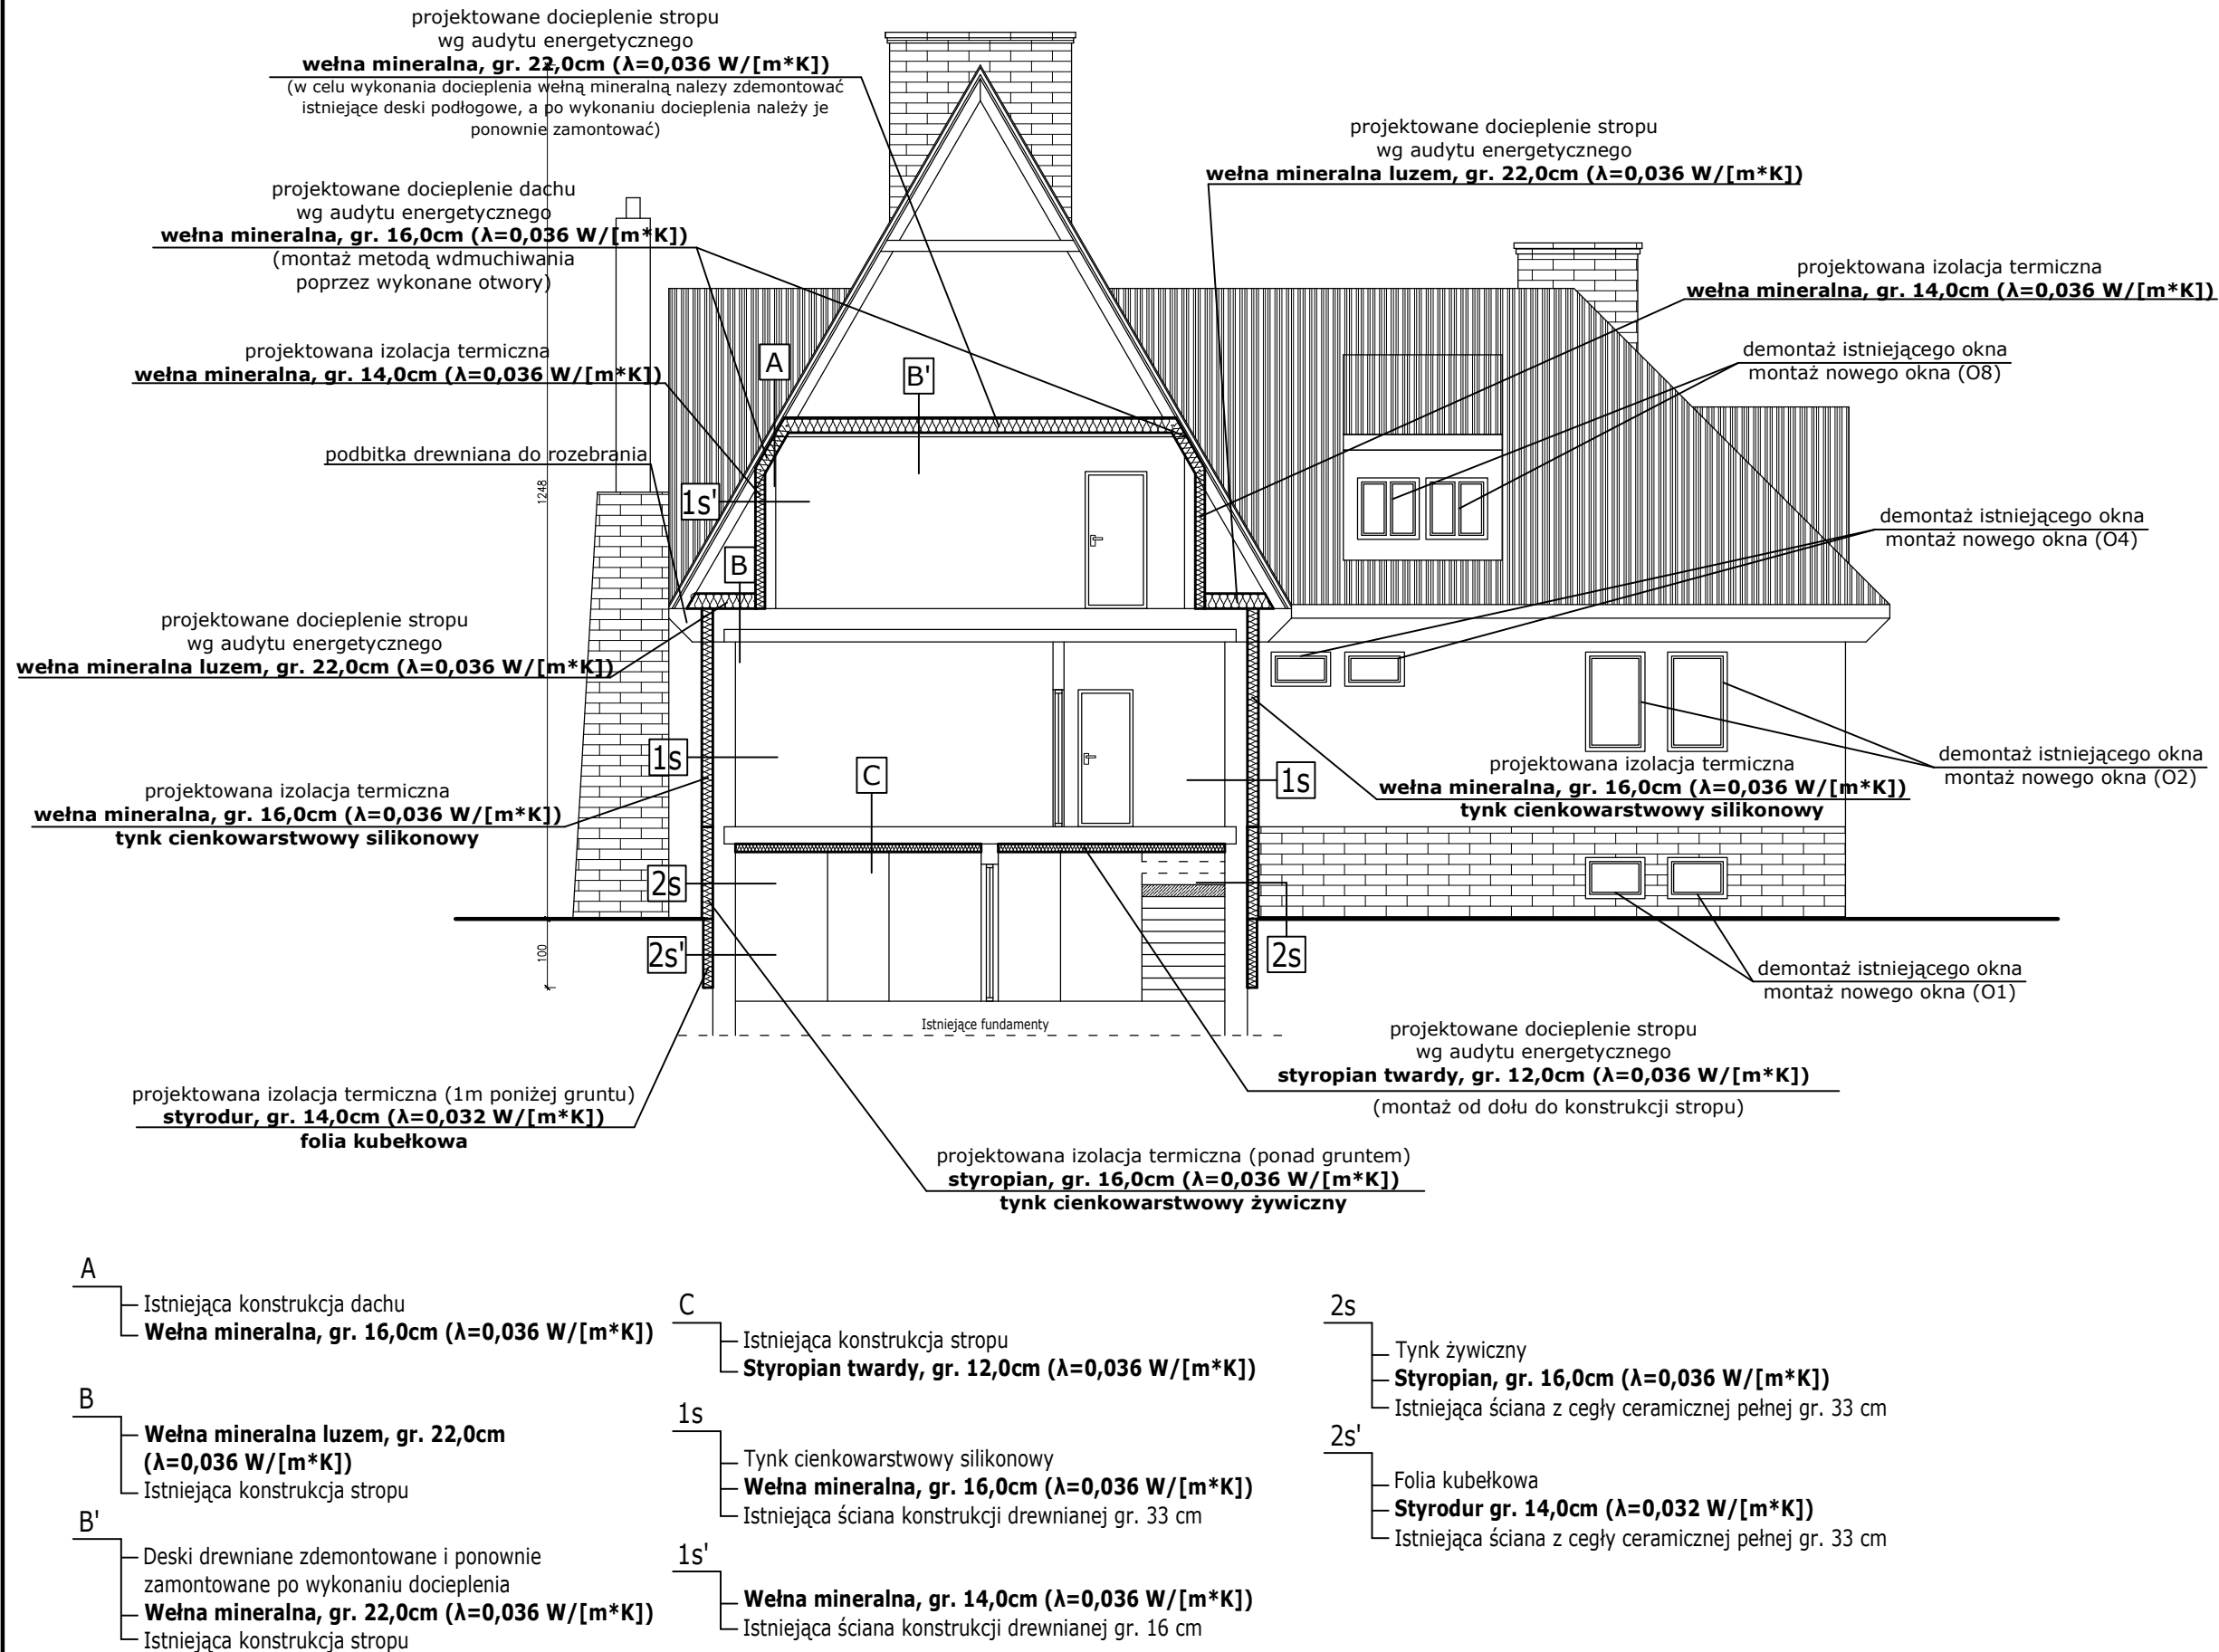 projektowane docieplenie stropu
wg audytu energetycznego
wełna mineralna, gr. 22,0cm (λ=0,036 W/[m*K])
(w celu wykonania docieplenia wełną mineralną nalezy zdemontować
istniejące deski podłogowe, a po wykonaniu docieplenia należy je
ponownie zamontować)
projektowane docieplenie stropu
wg audytu energetycznego
wełna mineralna luzem, gr. 22,0cm (λ=0,036 W/[m*K])
projektowane docieplenie dachu
wg audytu energetycznego
wełna mineralna, gr. 16,0cm (λ=0,036 W/[m*K])
(montaż metodą wdmuchiwania
poprzez wykonane otwory)
projektowana izolacja termiczna
wełna mineralna, gr. 14,0cm (λ=0,036 W/[m*K])
projektowana izolacja termiczna
wełna mineralna, gr. 14,0cm (λ=0,036 W/[m*K])
demontaż istniejącego okna
montaż nowego okna (O8)
A
B'
podbitka drewniana do rozebrania
1248
1s'
demontaż istniejącego okna
montaż nowego okna (O4)
B
projektowane docieplenie stropu
wg audytu energetycznego
wełna mineralna luzem, gr. 22,0cm (λ=0,036 W/[m*K])
1s
C
1s
demontaż istniejącego okna
montaż nowego okna (O2)
projektowana izolacja termiczna
wełna mineralna, gr. 16,0cm (λ=0,036 W/[m*K])
tynk cienkowarstwowy silikonowy
projektowana izolacja termiczna
wełna mineralna, gr. 16,0cm (λ=0,036 W/[m*K])
tynk cienkowarstwowy silikonowy
2s
2s'
2s
100
demontaż istniejącego okna
montaż nowego okna (O1)
Istniejące fundamenty
projektowane docieplenie stropu
wg audytu energetycznego
styropian twardy, gr. 12,0cm (λ=0,036 W/[m*K])
(montaż od dołu do konstrukcji stropu)
projektowana izolacja termiczna (1m poniżej gruntu)
styrodur, gr. 14,0cm (λ=0,032 W/[m*K])
folia kubełkowa
projektowana izolacja termiczna (ponad gruntem)
styropian, gr. 16,0cm (λ=0,036 W/[m*K])
tynk cienkowarstwowy żywiczny
A
Istniejąca konstrukcja dachu
Wełna mineralna, gr. 16,0cm (λ=0,036 W/[m*K])
B
Wełna mineralna luzem, gr. 22,0cm
(λ=0,036 W/[m*K])
Istniejąca konstrukcja stropu
B'
Deski drewniane zdemontowane i ponownie
zamontowane po wykonaniu docieplenia
Wełna mineralna, gr. 22,0cm (λ=0,036 W/[m*K])
Istniejąca konstrukcja stropu
C
Istniejąca konstrukcja stropu
Styropian twardy, gr. 12,0cm (λ=0,036 W/[m*K])
1s
Tynk cienkowarstwowy silikonowy
Wełna mineralna, gr. 16,0cm (λ=0,036 W/[m*K])
Istniejąca ściana konstrukcji drewnianej gr. 33 cm
1s'
Wełna mineralna, gr. 14,0cm (λ=0,036 W/[m*K])
Istniejąca ściana konstrukcji drewnianej gr. 16 cm
2s
Tynk żywiczny
Styropian, gr. 16,0cm (λ=0,036 W/[m*K])
Istniejąca ściana z cegły ceramicznej pełnej gr. 33 cm
2s'
Folia kubełkowa
Styrodur gr. 14,0cm (λ=0,032 W/[m*K])
Istniejąca ściana z cegły ceramicznej pełnej gr. 33 cm